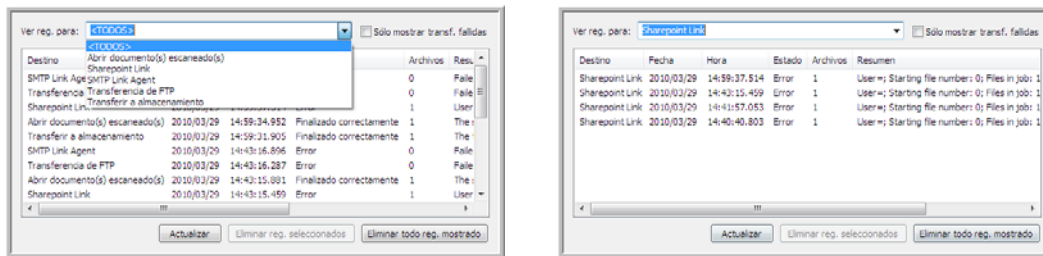 Ver reg. para: <TODOS> Sólo mostrar transf. fallidas
<TODOS>
Abrir documento(s) escaneado(s)
Sharepoint Link
SMTP Link Agent
Transferencia de FTP
Transferir a almacenamiento
Destino Archivos
SMTP Link 0 Faile
Transferencia 0 Faile
Sharepoint 1 User
Abrir documento(s) escaneado(s) 2010/03/29 14:59:34.952 Finalizado correctamente 1 The
Transferir a almacenamiento 2010/03/29 14:59:31.905 Finalizado correctamente 1 The
SMTP Link Agent 2010/03/29 14:43:16.896 Error 0 Faile
Transferencia de FTP 2010/03/29 14:43:16.287 Error 0 Faile
Abrir documento(s) escaneado(s) 2010/03/29 14:43:15.881 Finalizado correctamente 1 The
Sharepoint Link 2010/03/29 14:43:15.459 Error 1 User
Actualizar Eliminar reg. seleccionados Eliminar todo reg. mostrado
Ver reg. para: Sharepoint Link Sólo mostrar transf. fallidas
Destino Fecha Hora Estado Archivos Resumen
Sharepoint Link 2010/03/29 14:59:37.514 Error 1 User=; Starting file number: 0; Files in job: 1
Sharepoint Link 2010/03/29 14:43:15.459 Error 1 User=; Starting file number: 0; Files in job: 1
Sharepoint Link 2010/03/29 14:41:57.053 Error 1 User=; Starting file number: 0; Files in job: 1
Sharepoint Link 2010/03/29 14:40:40.803 Error 1 User=; Starting file number: 0; Files in job: 1
Actualizar Eliminar reg. seleccionados Eliminar todo reg. mostrado